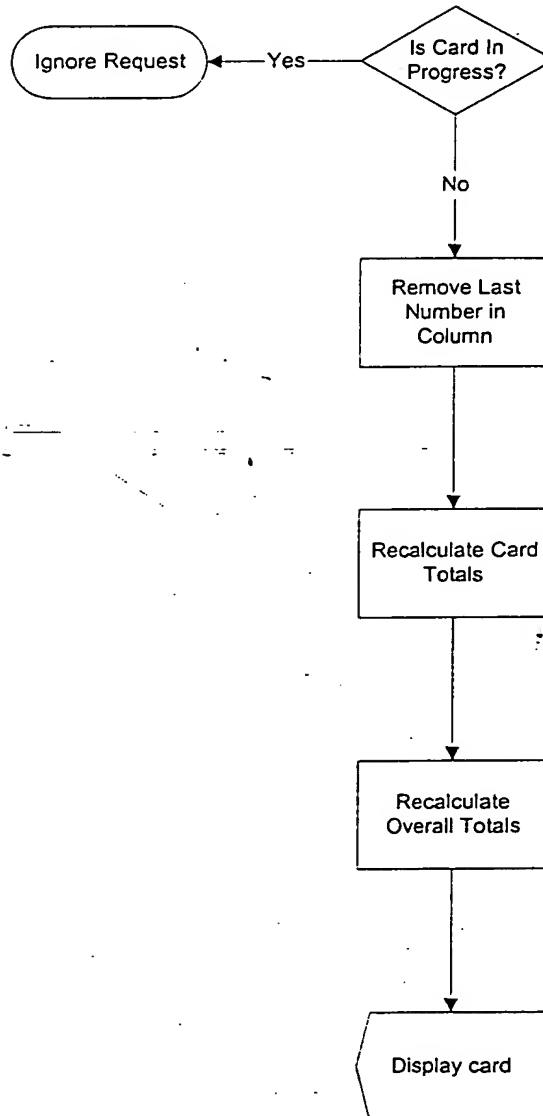 Ignore Request
Yes
Is Card In
Progress?
No
Remove Last
Number in
Column
Recalculate Card
Totals
Recalculate
Overall Totals
Display card